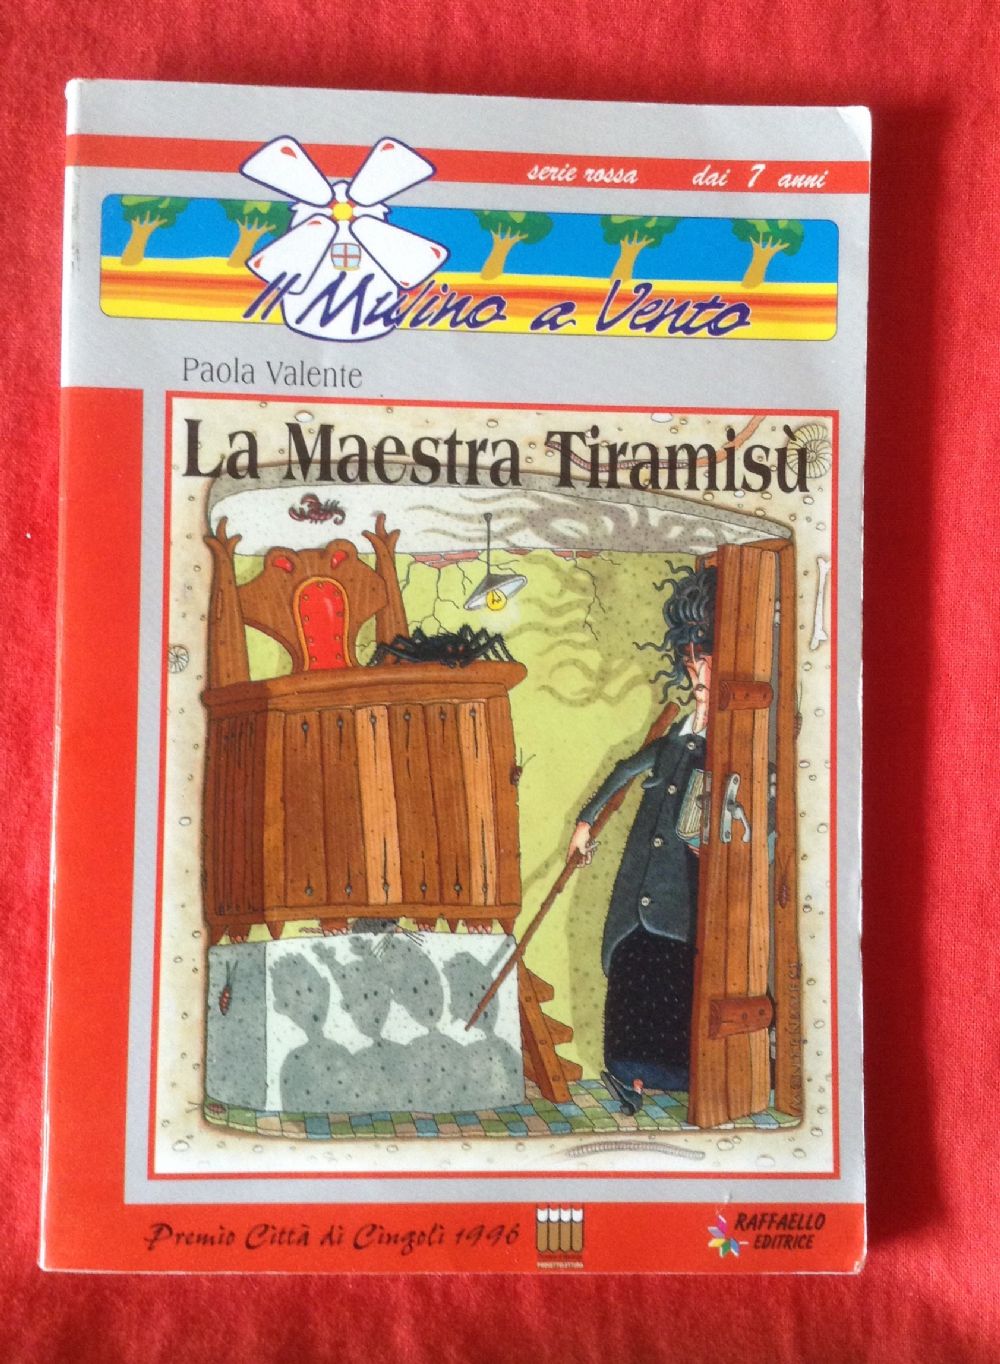 serie rossa dai 7 anni
Il Mulino a Vento
Paola Valente
La Maestra Tiramisù
Premio Città di Cingoli 1996
RAFFAELLO
EDITRICE